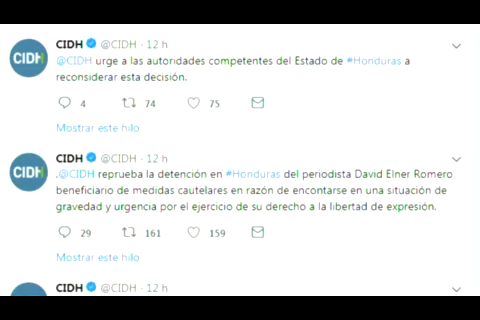 CIDH @CIDH · 12 h
@CIDH urge a las autoridades competentes del Estado de #Honduras a
reconsiderar esta decisión.
4 74 75
Mostrar este hilo
CIDH
CIDH @CIDH · 12 h
.@CIDH reprueba la detención en #Honduras del periodista David Elner Romero
beneficiario de medidas cautelares en razón de encontarse en una situación de
gravedad y urgencia por el ejercicio de su derecho a la libertad de expresión.
CIDH
29 161 159
Mostrar este hilo
CIDH @CIDH · 12 h